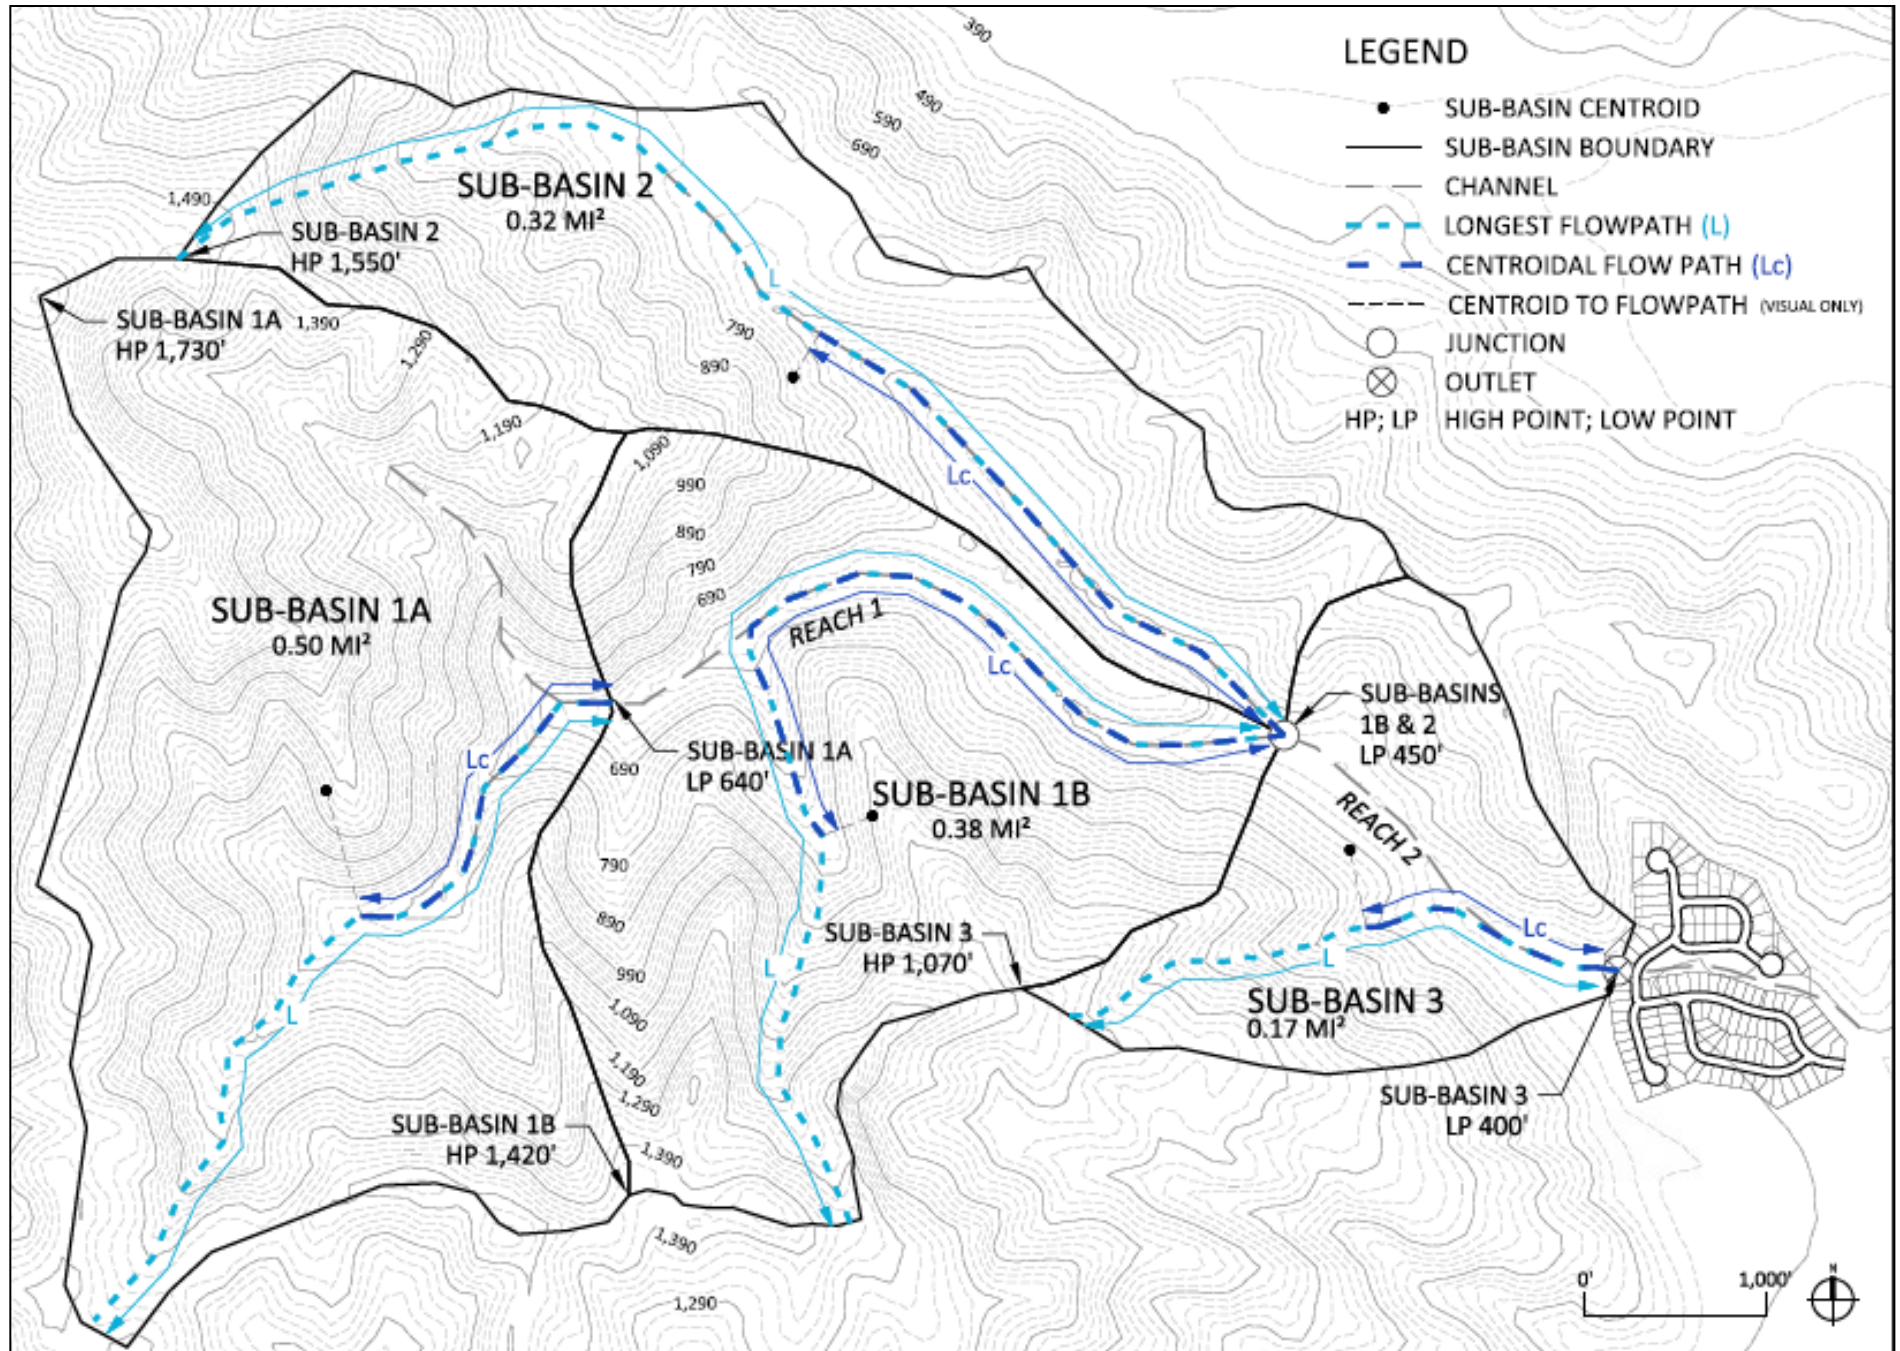 390
490
590
690
LEGEND
SUB-BASIN CENTROID
SUB-BASIN BOUNDARY
CHANNEL
LONGEST FLOWPATH (L)
CENTROIDAL FLOW PATH (Lc)
CENTROID TO FLOWPATH (VISUAL ONLY)
JUNCTION
OUTLET
HP; LP HIGH POINT; LOW POINT
1,490
SUB-BASIN 2
0.32 MI²
SUB-BASIN 2
HP 1,550'
L
SUB-BASIN 1A
HP 1,730'
1,390
1,290
790
890
1,190
1,090
990
890
790
690
Lc
SUB-BASIN 1A
0.50 MI²
REACH 1
Lc
SUB-BASINS
1B & 2
LP 450'
Lc
SUB-BASIN 1A
LP 640'
690
SUB-BASIN 1B
0.38 MI²
REACH 2
790
890
990
1,090
1,190
1,290
1,390
SUB-BASIN 3
HP 1,070'
L
L
L
Lc
SUB-BASIN 3
0.17 MI²
SUB-BASIN 1B
HP 1,420'
SUB-BASIN 3
LP 400'
1,390
1,290
0'
1,000'
N